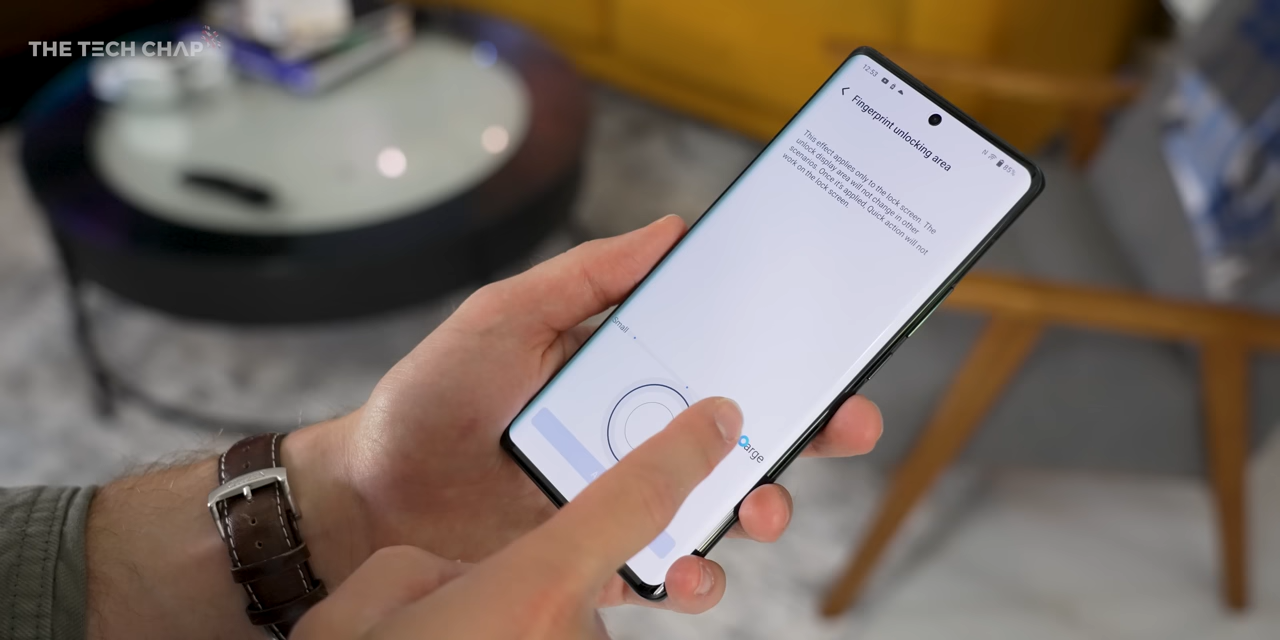 THE TECH CHAP
12:53
85%
Fingerprint unlocking area
This effect applies only to the lock screen. The
unlock display area will not change in other
scenarios. Once it's applied, Quick action will not
work on the lock screen.
Small
arge